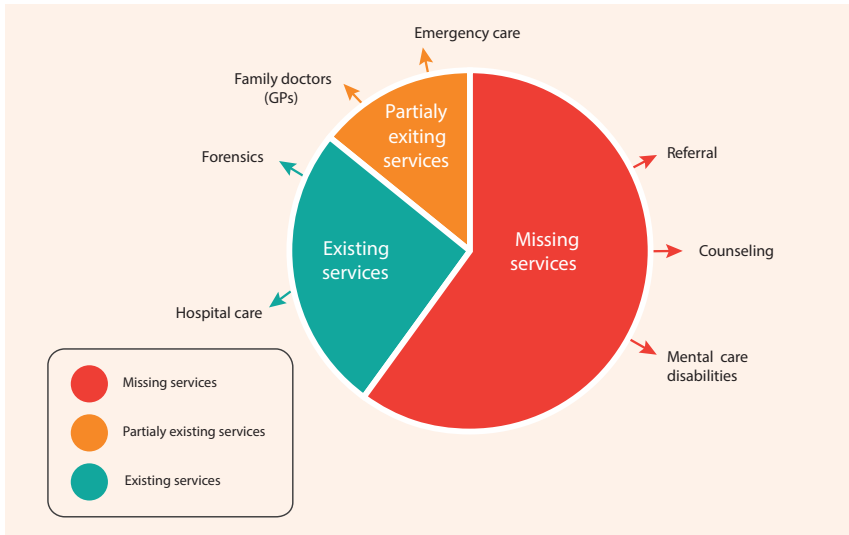 Emergency care
Family doctors
(GPs)
Partialy
exiting
services
Forensics
Referral
Existing
services
Missing
services
Counseling
Hospital care
Mental care
disabilities
Missing services
Partialy existing services
Existing services